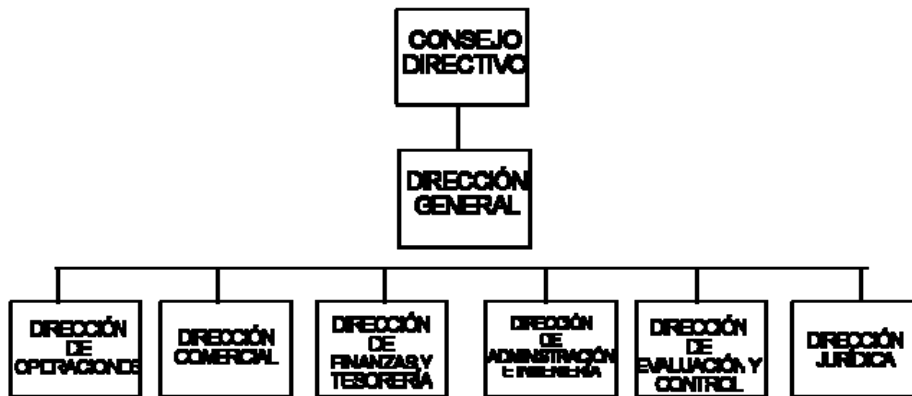 CONSEJO
DIRECTIVO
DIRECCIÓN
GENERAL
DIRECCIÓN
DE
OPERACIONES
DIRECCIÓN
COMERCIAL
DIRECCIÓN
DE
FINANZAS Y
TESORERÍA
DIRECCIÓN
DE
ADMINISTRACIÓN
E INGENIERÍA
DIRECCIÓN
DE
EVALUACIÓN Y
CONTROL
DIRECCIÓN
JURÍDICA